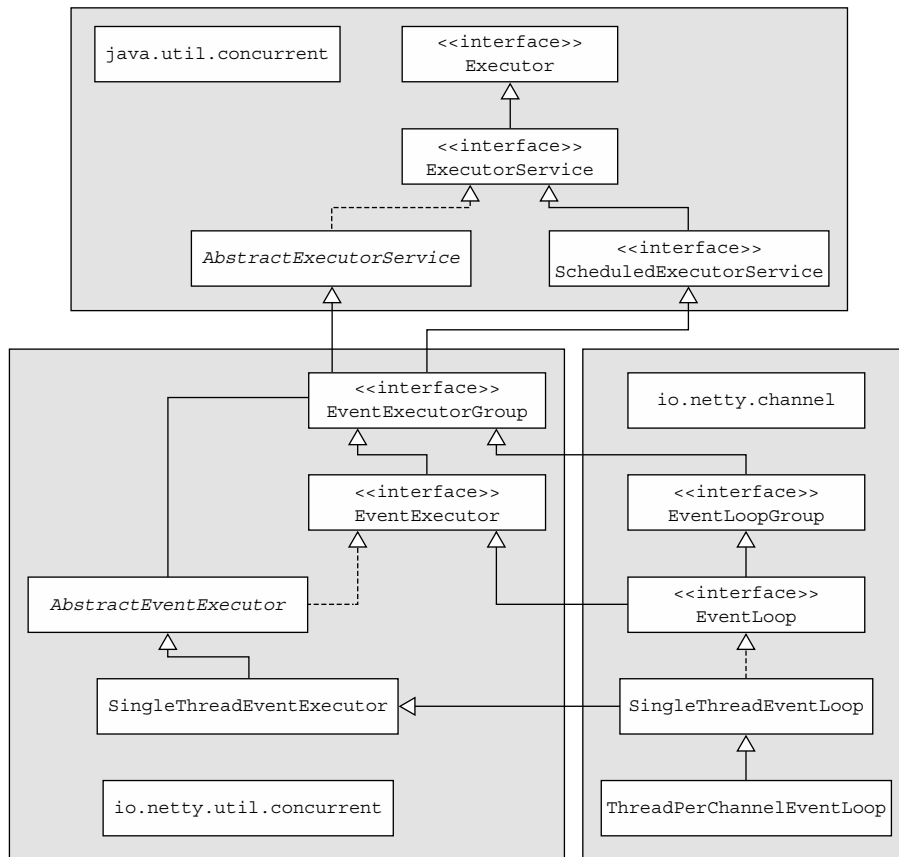 java.util.concurrent
<<interface>>
Executor
<<interface>>
ExecutorService
AbstractExecutorService
<<interface>>
ScheduledExecutorService
<<interface>>
EventExecutorGroup
io.netty.channel
<<interface>>
EventExecutor
<<interface>>
EventLoopGroup
AbstractEventExecutor
<<interface>>
EventLoop
SingleThreadEventExecutor
SingleThreadEventLoop
io.netty.util.concurrent
ThreadPerChannelEventLoop